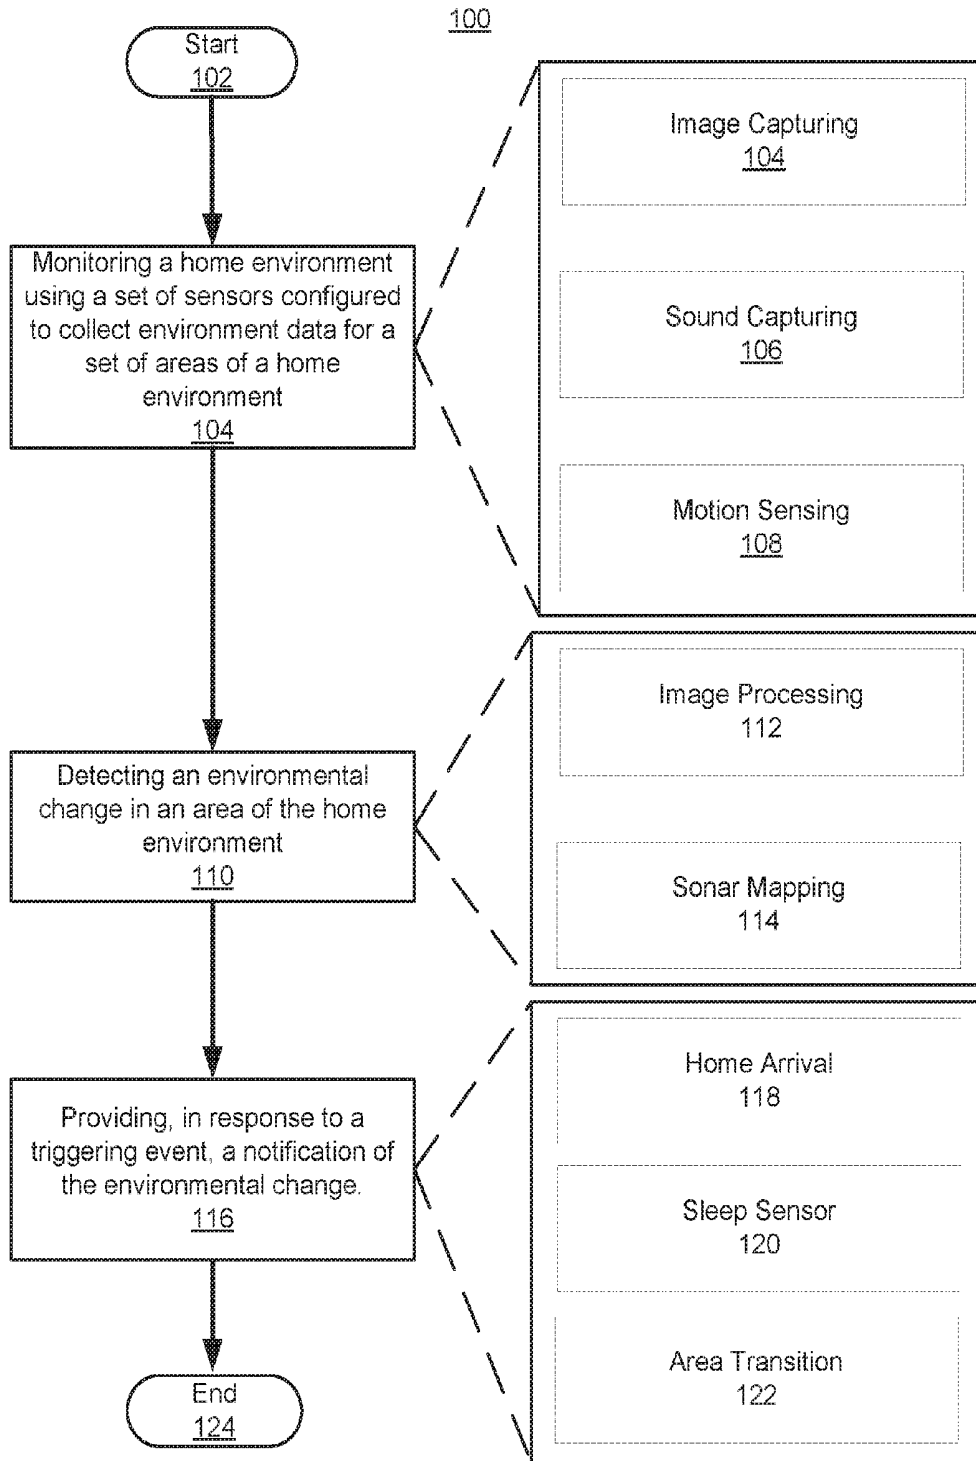 100
Start
102
Monitoring a home environment
using a set of sensors configured
to collect environment data for a
set of areas of a home
environment
104
Image Capturing
104
Sound Capturing
106
Motion Sensing
108
Detecting an environmental
change in an area of the home
environment
110
Image Processing
112
Sonar Mapping
114
Providing, in response to a
triggering event, a notification of
the environmental change.
116
Home Arrival
118
Sleep Sensor
120
Area Transition
122
End
124